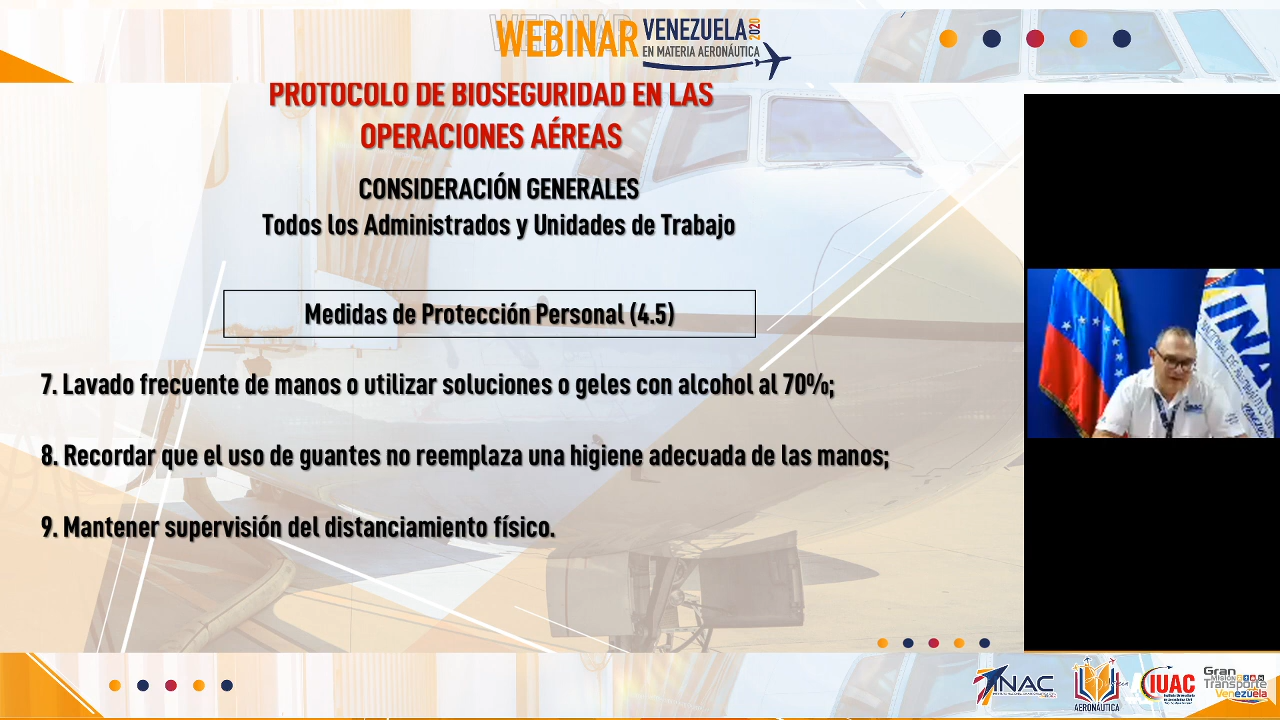 WEBINAR
VENEZUELA 2020
EN MATERIA AERONÁUTICA
PROTOCOLO DE BIOSEGURIDAD EN LAS
OPERACIONES AÉREAS
CONSIDERACIÓN GENERALES
Todos los Administrados y Unidades de Trabajo
Medidas de Protección Personal (4.5)
7. Lavado frecuente de manos o utilizar soluciones o geles con alcohol al 70%;
8. Recordar que el uso de guantes no reemplaza una higiene adecuada de las manos;
9. Mantener supervisión del distanciamiento físico.
INAC
AERONÁUTICA
IUAC
Gran
Misión
Transporte
Venezuela